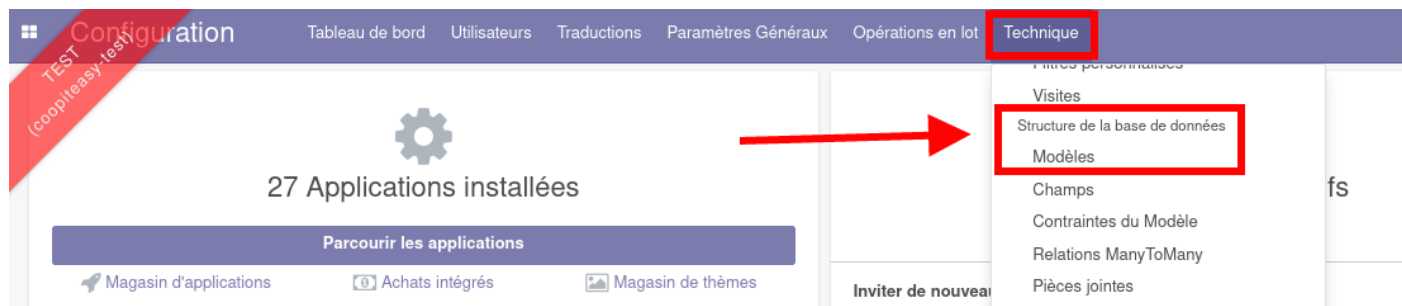 Configuration
Tableau de bord
Utilisateurs
Traductions
Paramètres Généraux
Opérations en lot
Technique
TEST
(coopiteasy-test)
Filtres personnalisés
Visites
Structure de la base de données
Modèles
Champs
Contraintes du Modèle
Relations ManyToMany
Pièces jointes
27 Applications installées
Parcourir les applications
Magasin d'applications
Achats intégrés
Magasin de thèmes
fs
Inviter de nouveau